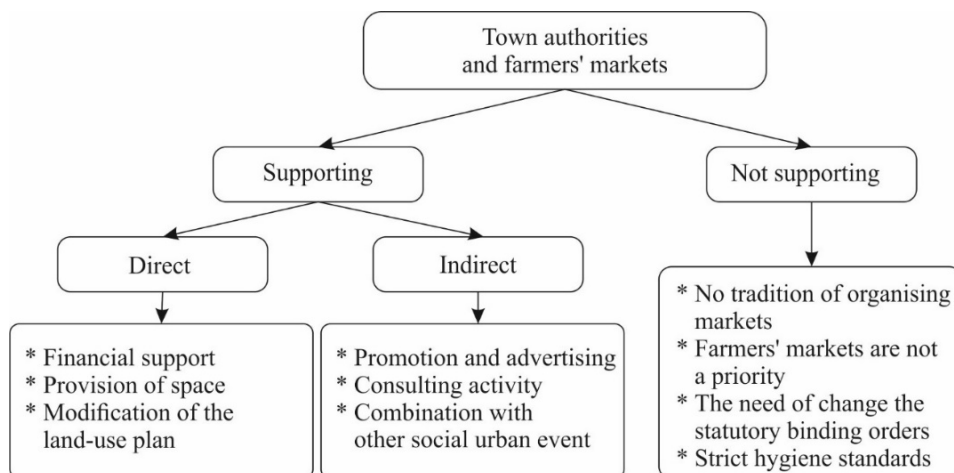 Town authorities
and farmers' markets
Supporting
Not supporting
Direct
Indirect
* Financial support
* Provision of space
* Modification of the
land-use plan
* Promotion and advertising
* Consulting activity
* Combination with
other social urban event
* No tradition of organising
markets
* Farmers' markets are not
a priority
* The need of change the
statutory binding orders
* Strict hygiene standards